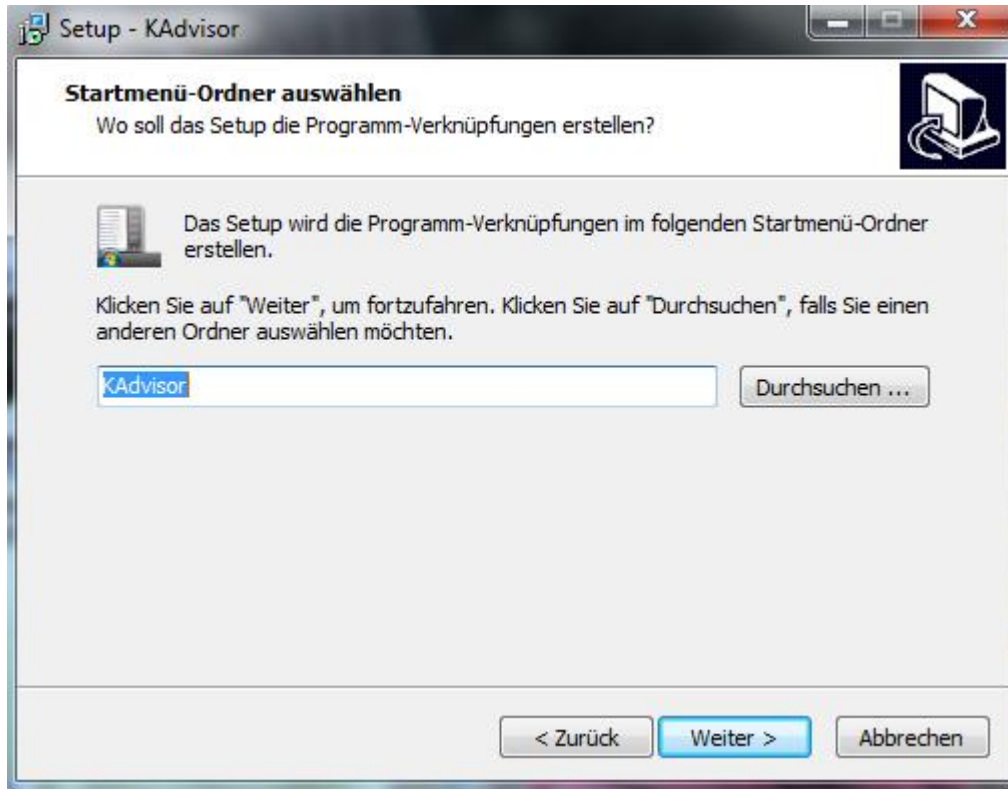 Setup - KAdvisor
Startmenü-Ordner auswählen
Wo soll das Setup die Programm-Verknüpfungen erstellen?
Das Setup wird die Programm-Verknüpfungen im folgenden Startmenü-Ordner
erstellen.
Klicken Sie auf "Weiter", um fortzufahren. Klicken Sie auf "Durchsuchen", falls Sie einen
anderen Ordner auswählen möchten.
KAdvisor
Durchsuchen ...
< Zurück
Weiter >
Abbrechen